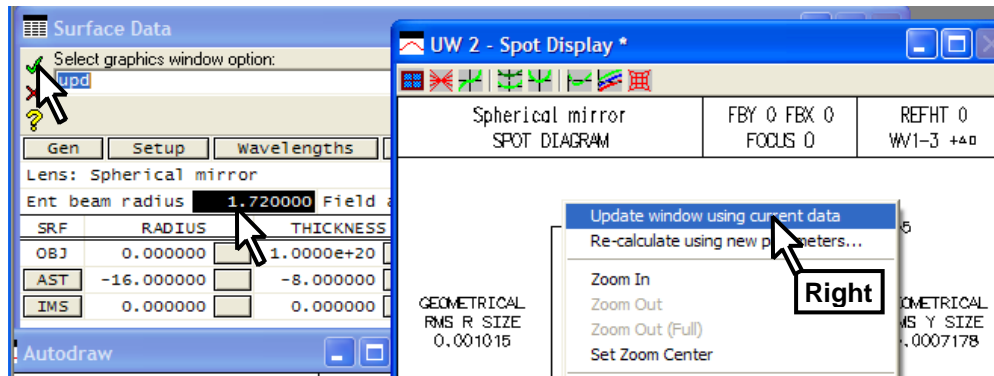 Surface Data
Select graphics window option:
upd
Gen Setup Wavelengths
Lens: Spherical mirror
Ent beam radius 1.720000 Field
SRF RADIUS THICKNESS
OBJ 0.000000 1.0000e+20
AST -16.000000 -8.000000
IMS 0.000000 0.000000
Autodraw
UW 2 - Spot Display *
Spherical mirror
SPOT DIAGRAM
FBY 0 FBX 0
FOCUS 0
REFHT 0
WV1-3 +△□
Update window using current data
Re-calculate using new
Zoom In
Zoom Out
Zoom Out (Full)
Set Zoom Center
Right
GEOMETRICAL
RMS R SIZE
0.001015
Y SIZE
.0007178